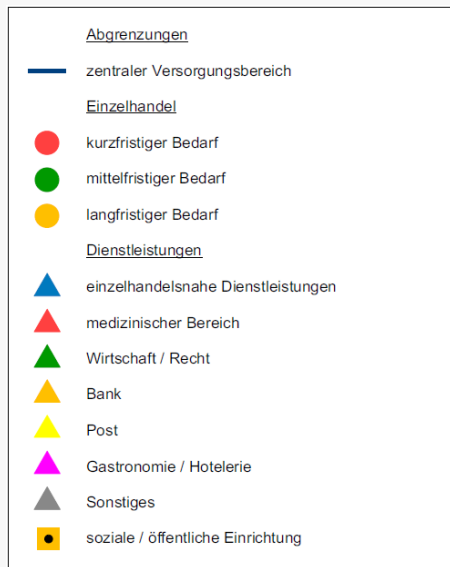 Abgrenzungen
zentraler Versorgungsbereich
Einzelhandel
kurzfristiger Bedarf
mittelfristiger Bedarf
langfristiger Bedarf
Dienstleistungen
einzelhandelsnahe Dienstleistungen
medizinischer Bereich
Wirtschaft / Recht
Bank
Post
Gastronomie / Hotelerie
Sonstiges
soziale / öffentliche Einrichtung